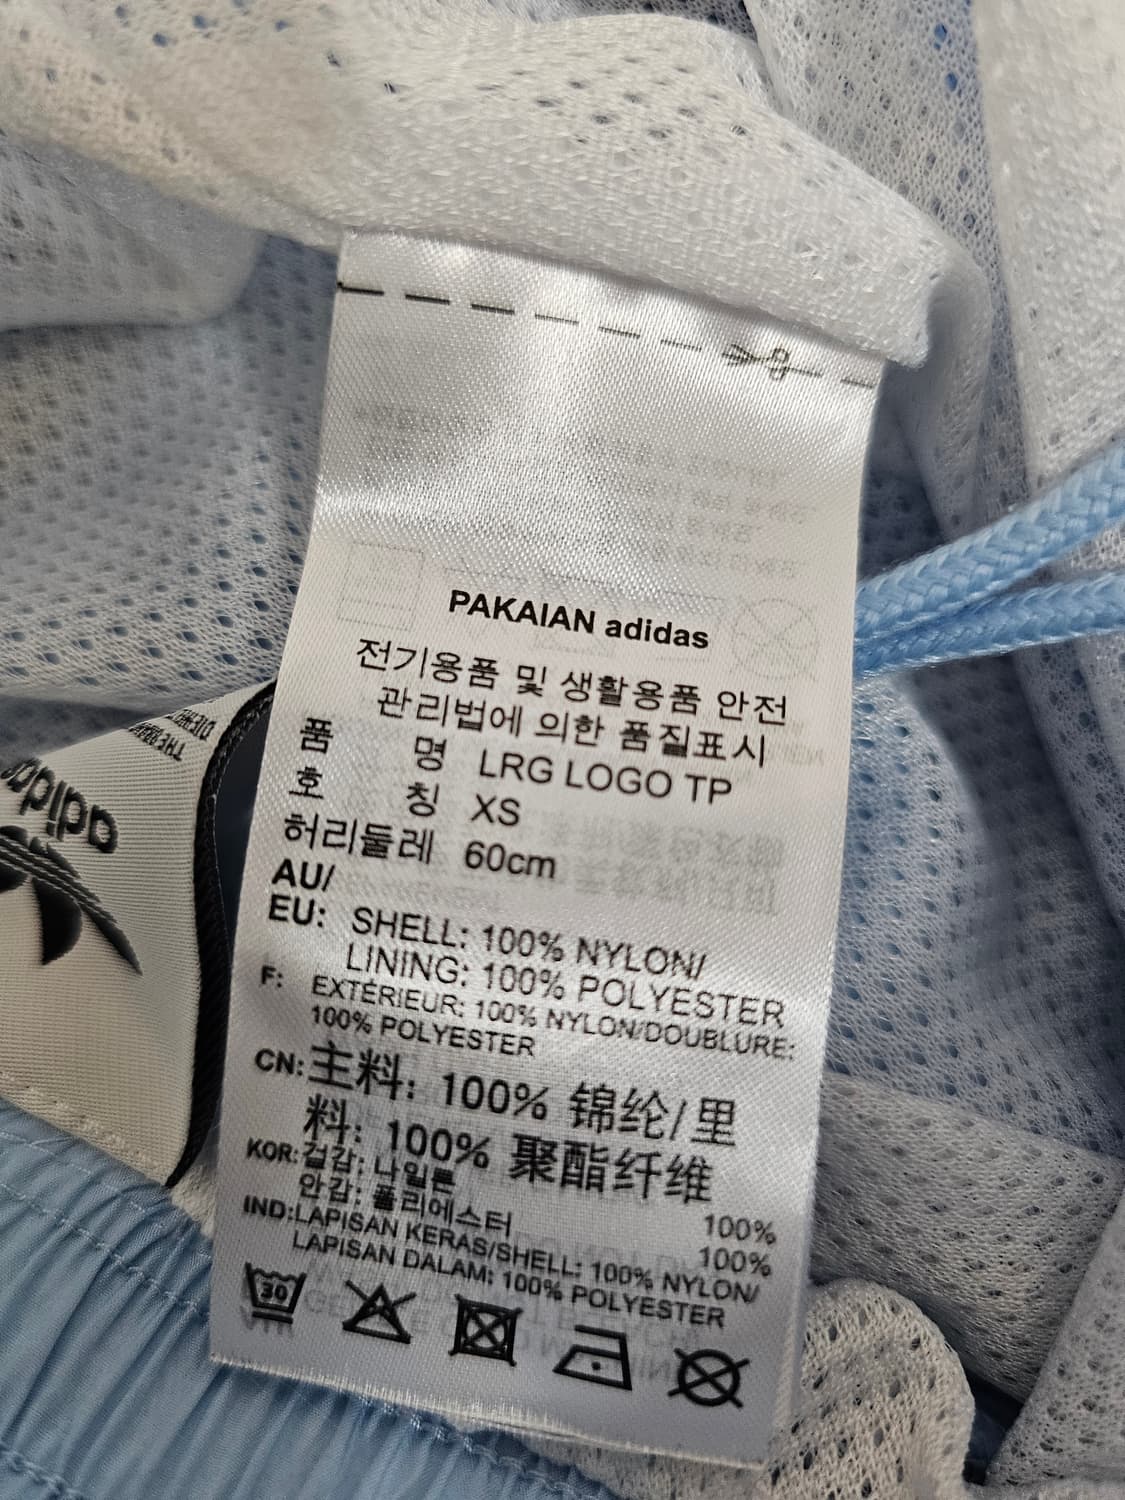 PAKAIAN adidas
전기용품 및 생활용품 안전
관리법에 의한 품질표시
품 명 LRG LOGO TP
호 칭 XS
허리둘레 60cm
AU/
EU: SHELL: 100% NYLON/
LINING: 100% POLYESTER
F: EXTÉRIEUR: 100% NYLON/DOUBLURE:
100% POLYESTER
CN: 主料: 100% 锦纶/里
料: 100% 聚酯纤维
KOR: 겉감: 나일론 100%
안감: 폴리에스터 100%
IND: LAPISAN KERAS/SHELL: 100% NYLON/
LAPISAN DALAM: 100% POLYESTER
30
adidas